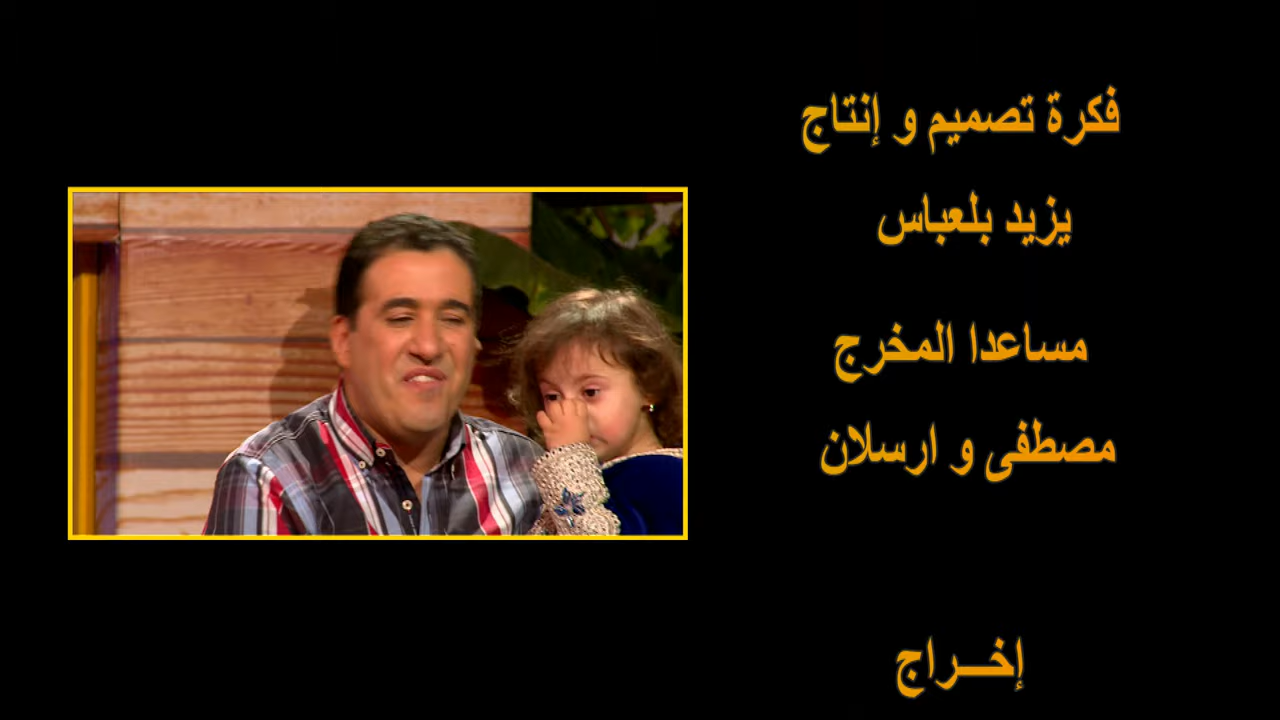 فكرة تصميم و إنتاج
يزيد بلعباس
مساعدا المخرج
مصطفى و ارسلان
إخــراج